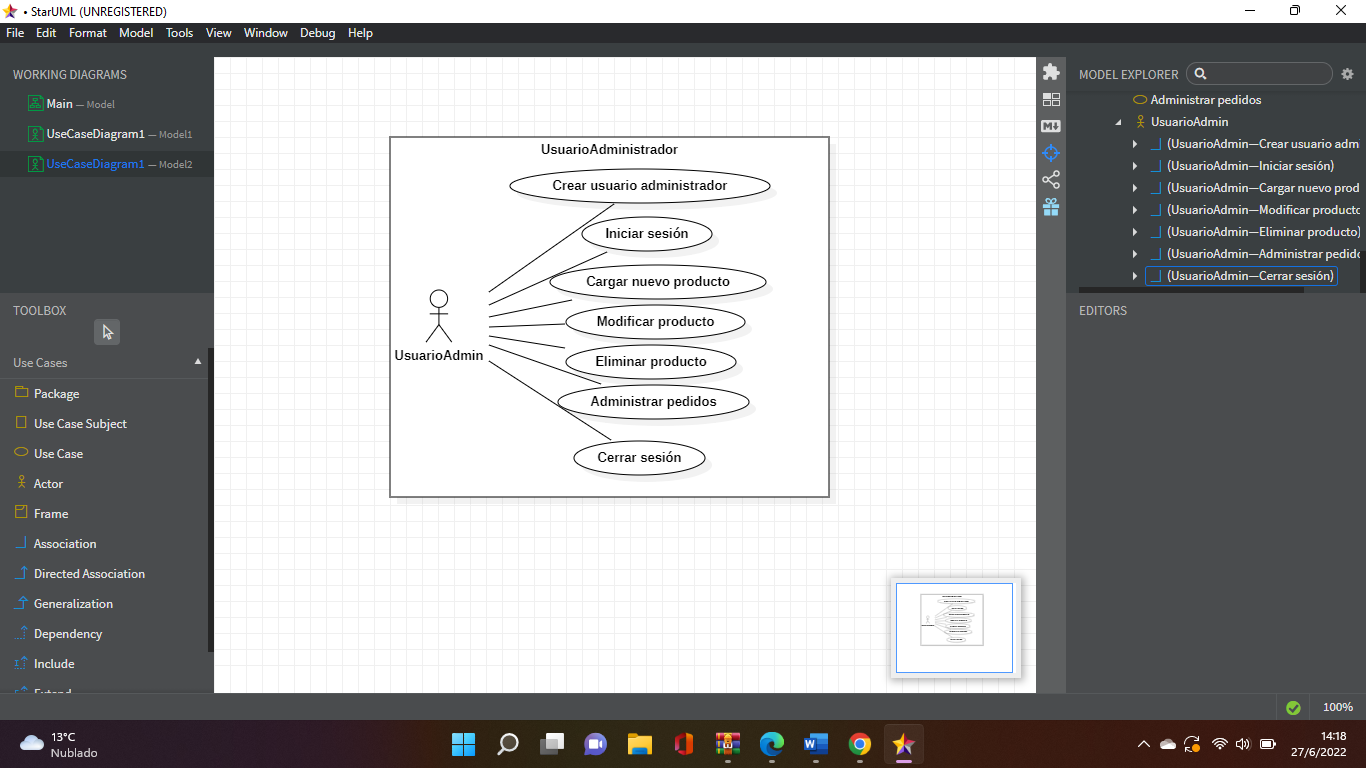 • StarUML (UNREGISTERED)
File Edit Format Model Tools View Window Debug Help
WORKING DIAGRAMS
Main — Model
UseCaseDiagram1 — Model1
UseCaseDiagram1 — Model2
TOOLBOX
Use Cases
Package
Use Case Subject
Use Case
Actor
Frame
Association
Directed Association
Generalization
Dependency
Include
Extend
UsuarioAdministrador
Crear usuario administrador
Iniciar sesión
Cargar nuevo producto
Modificar producto
Eliminar producto
Administrar pedidos
Cerrar sesión
UsuarioAdmin
MODEL EXPLORER
Administrar pedidos
UsuarioAdmin
(UsuarioAdmin—Crear usuario adm
(UsuarioAdmin—Iniciar sesión)
(UsuarioAdmin—Cargar nuevo prod
(UsuarioAdmin—Modificar producto
(UsuarioAdmin—Eliminar producto)
(UsuarioAdmin—Administrar pedido
(UsuarioAdmin—Cerrar sesión)
EDITORS
100%
13°C
Nublado
14:18
27/6/2022